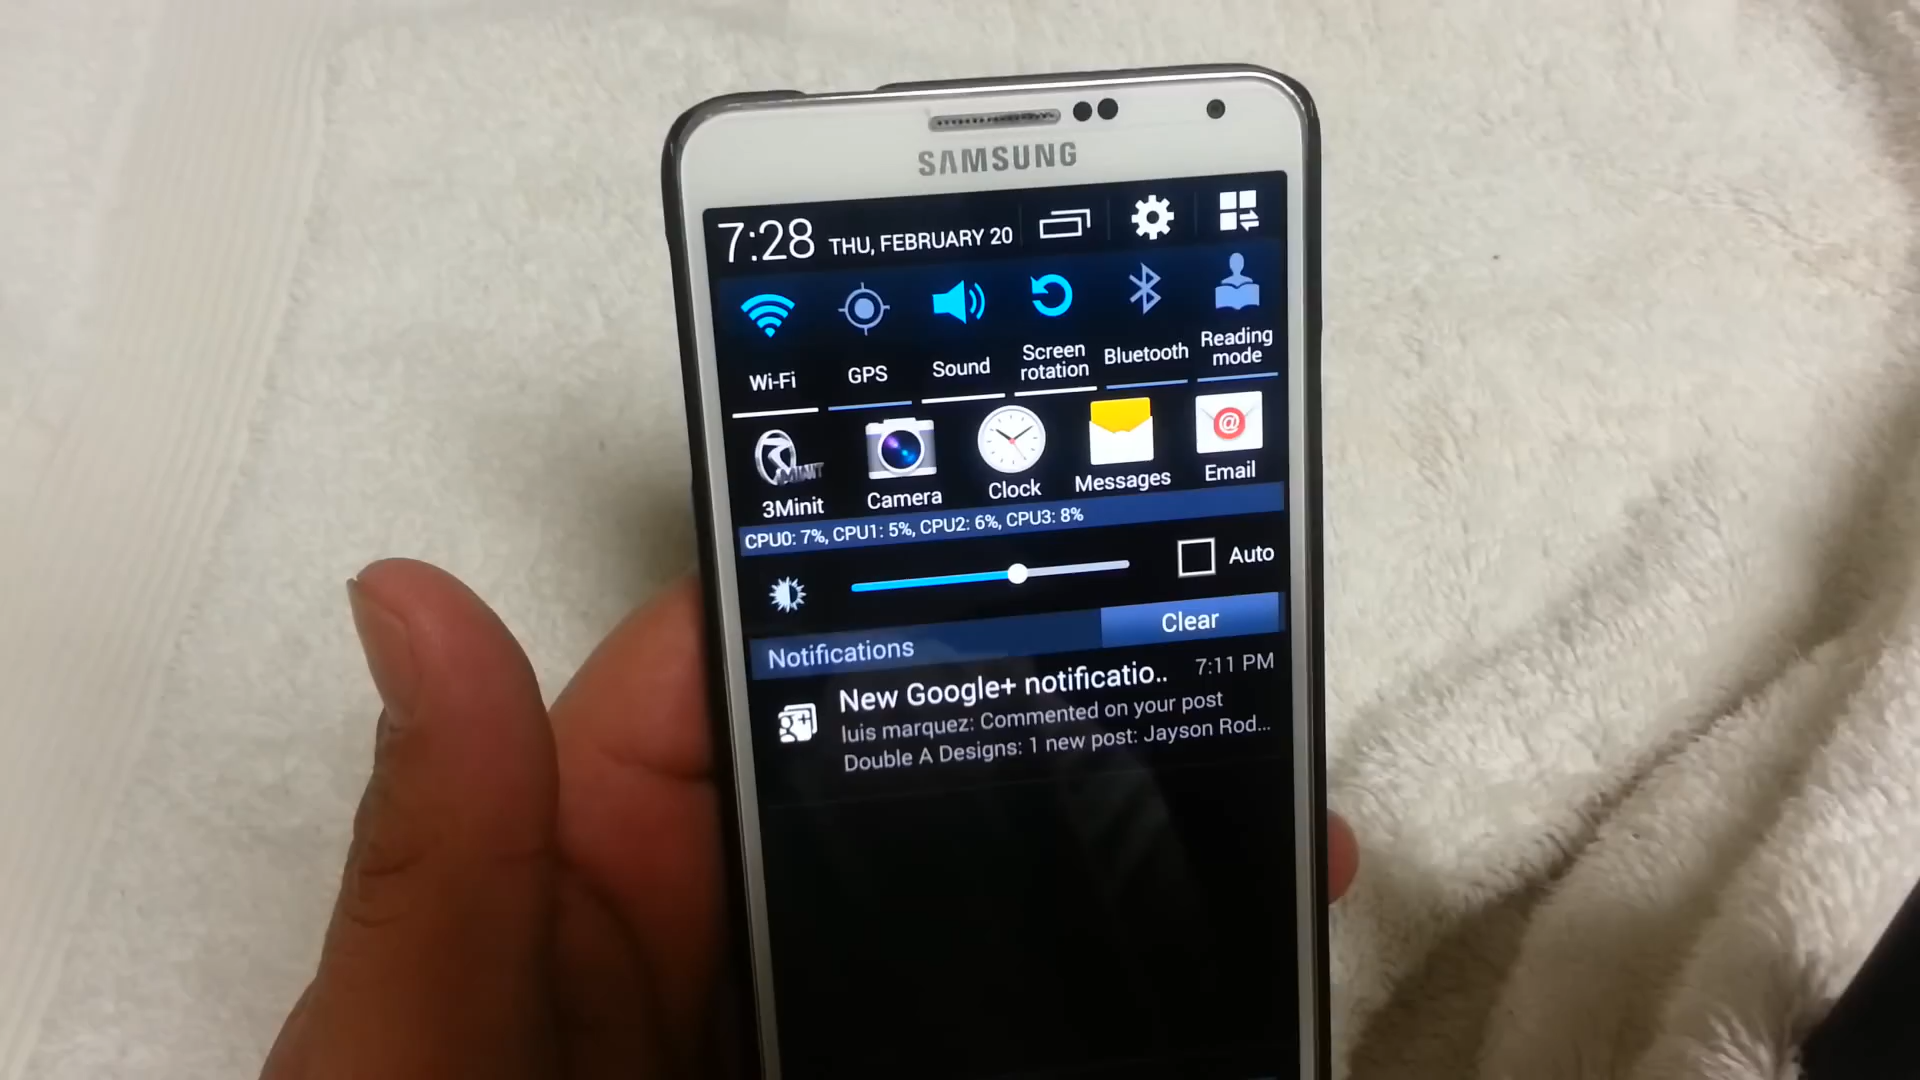 SAMSUNG
7:28 THU, FEBRUARY 20
Wi-Fi GPS Sound Screen rotation Bluetooth Reading mode
3Minit Camera Clock Messages Email
CPU0: 7%, CPU1: 5%, CPU2: 6%, CPU3: 8%
Auto
Notifications Clear
New Google+ notificatio.. 7:11 PM
luis marquez: Commented on your post
Double A Designs: 1 new post: Jayson Rod...